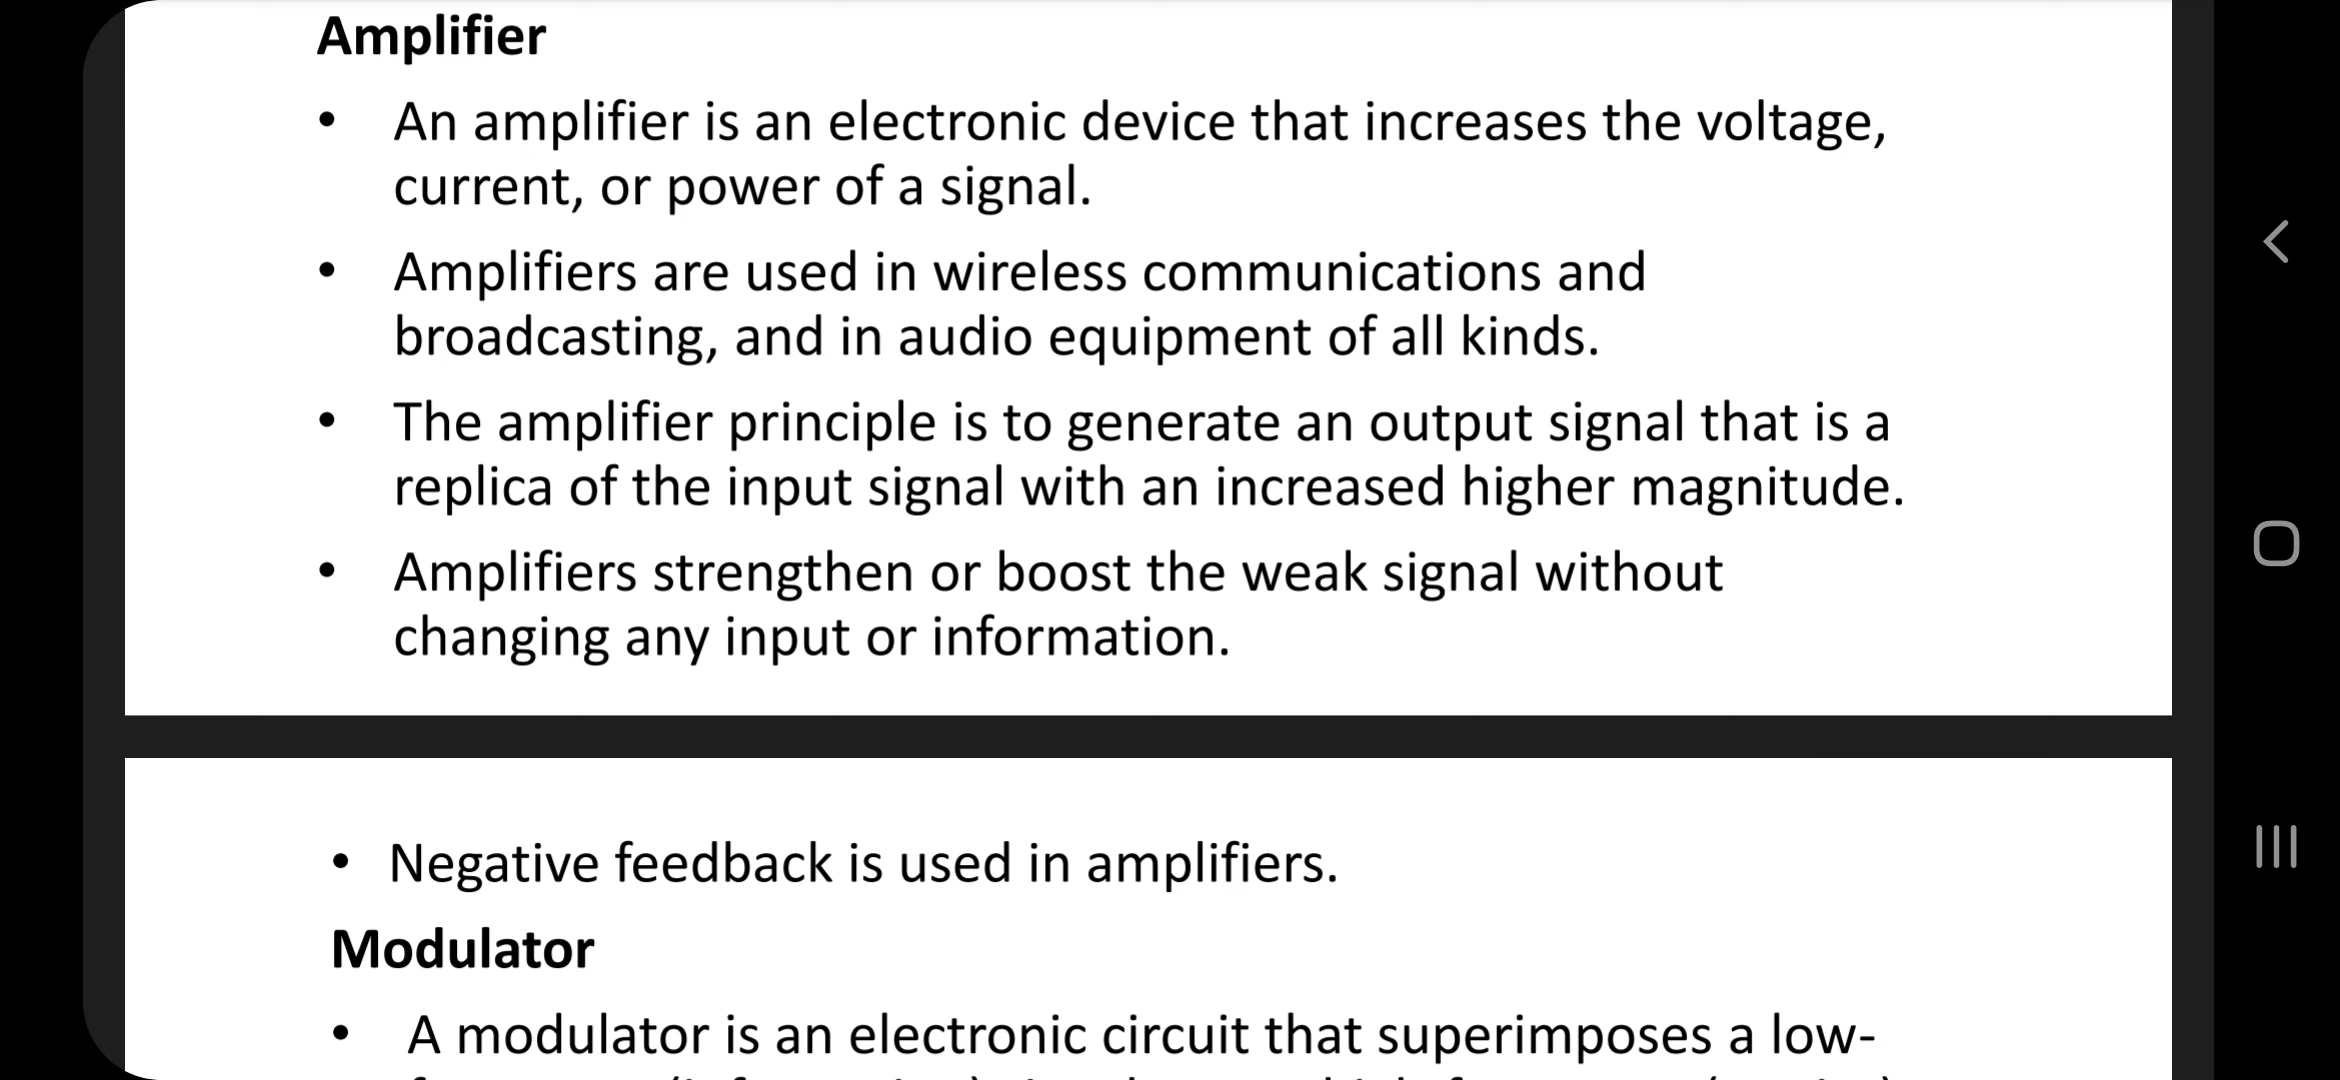 Amplifier
• An amplifier is an electronic device that increases the voltage,
current, or power of a signal.
• Amplifiers are used in wireless communications and
broadcasting, and in audio equipment of all kinds.
• The amplifier principle is to generate an output signal that is a
replica of the input signal with an increased higher magnitude.
• Amplifiers strengthen or boost the weak signal without
changing any input or information.
• Negative feedback is used in amplifiers.
Modulator
• A modulator is an electronic circuit that superimposes a low-